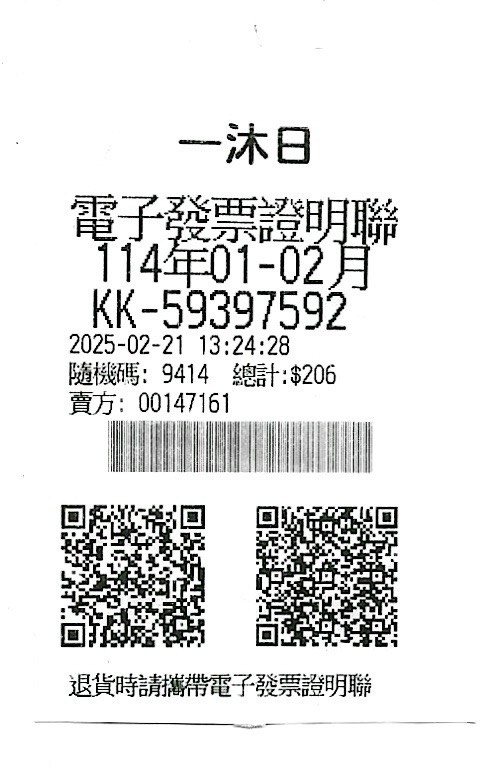 一沐日
電子發票證明聯
114年01-02月
KK-59397592
2025-02-21 13:24:28
隨機碼: 9414 總計:$206
賣方: 00147161
退貨時請攜帶電子發票證明聯